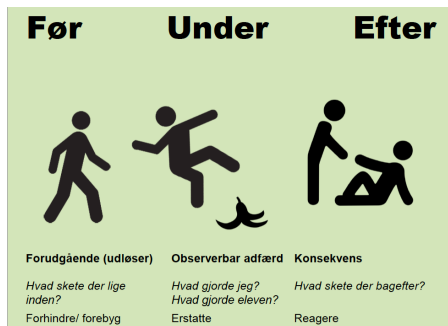 Før Under Efter
Forudgående (udløser) Observerbar adfærd Konsekvens
Hvad skete der lige Hvad gjorde jeg? Hvad skete der bagefter?
inden? Hvad gjorde eleven?
Forhindre/ forebyg Erstatte Reagere